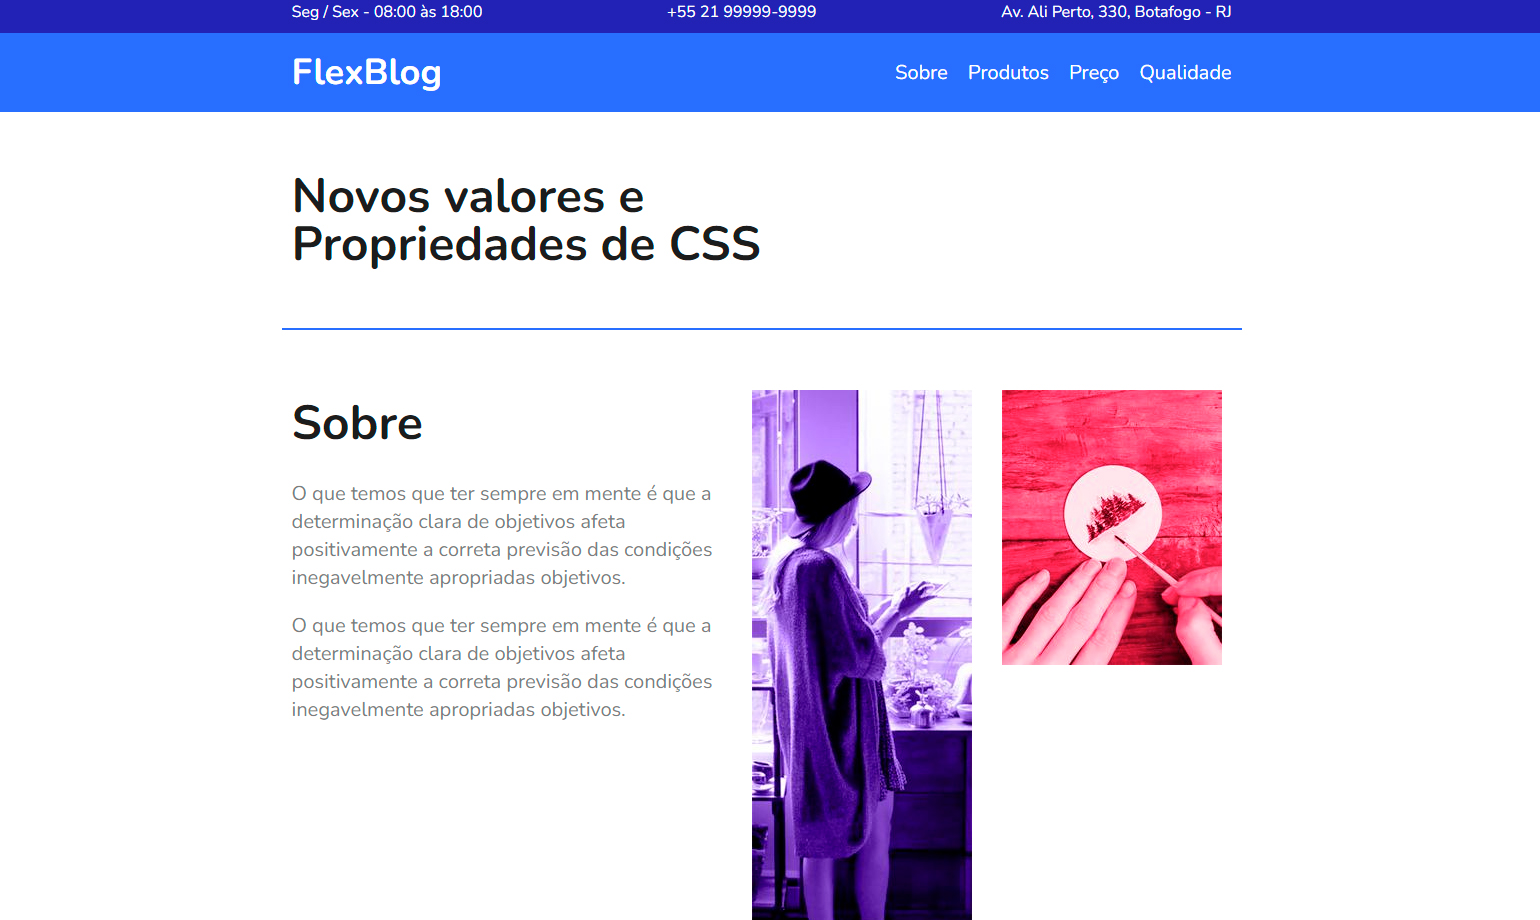 Seg / Sex - 08:00 às 18:00
+55 21 99999-9999
Av. Ali Perto, 330, Botafogo - RJ
FlexBlog
Sobre
Produtos
Preço
Qualidade
Novos valores e
Propriedades de CSS
Sobre
O que temos que ter sempre em mente é que a
determinação clara de objetivos afeta
positivamente a correta previsão das condições
inegavelmente apropriadas objetivos.
O que temos que ter sempre em mente é que a
determinação clara de objetivos afeta
positivamente a correta previsão das condições
inegavelmente apropriadas objetivos.